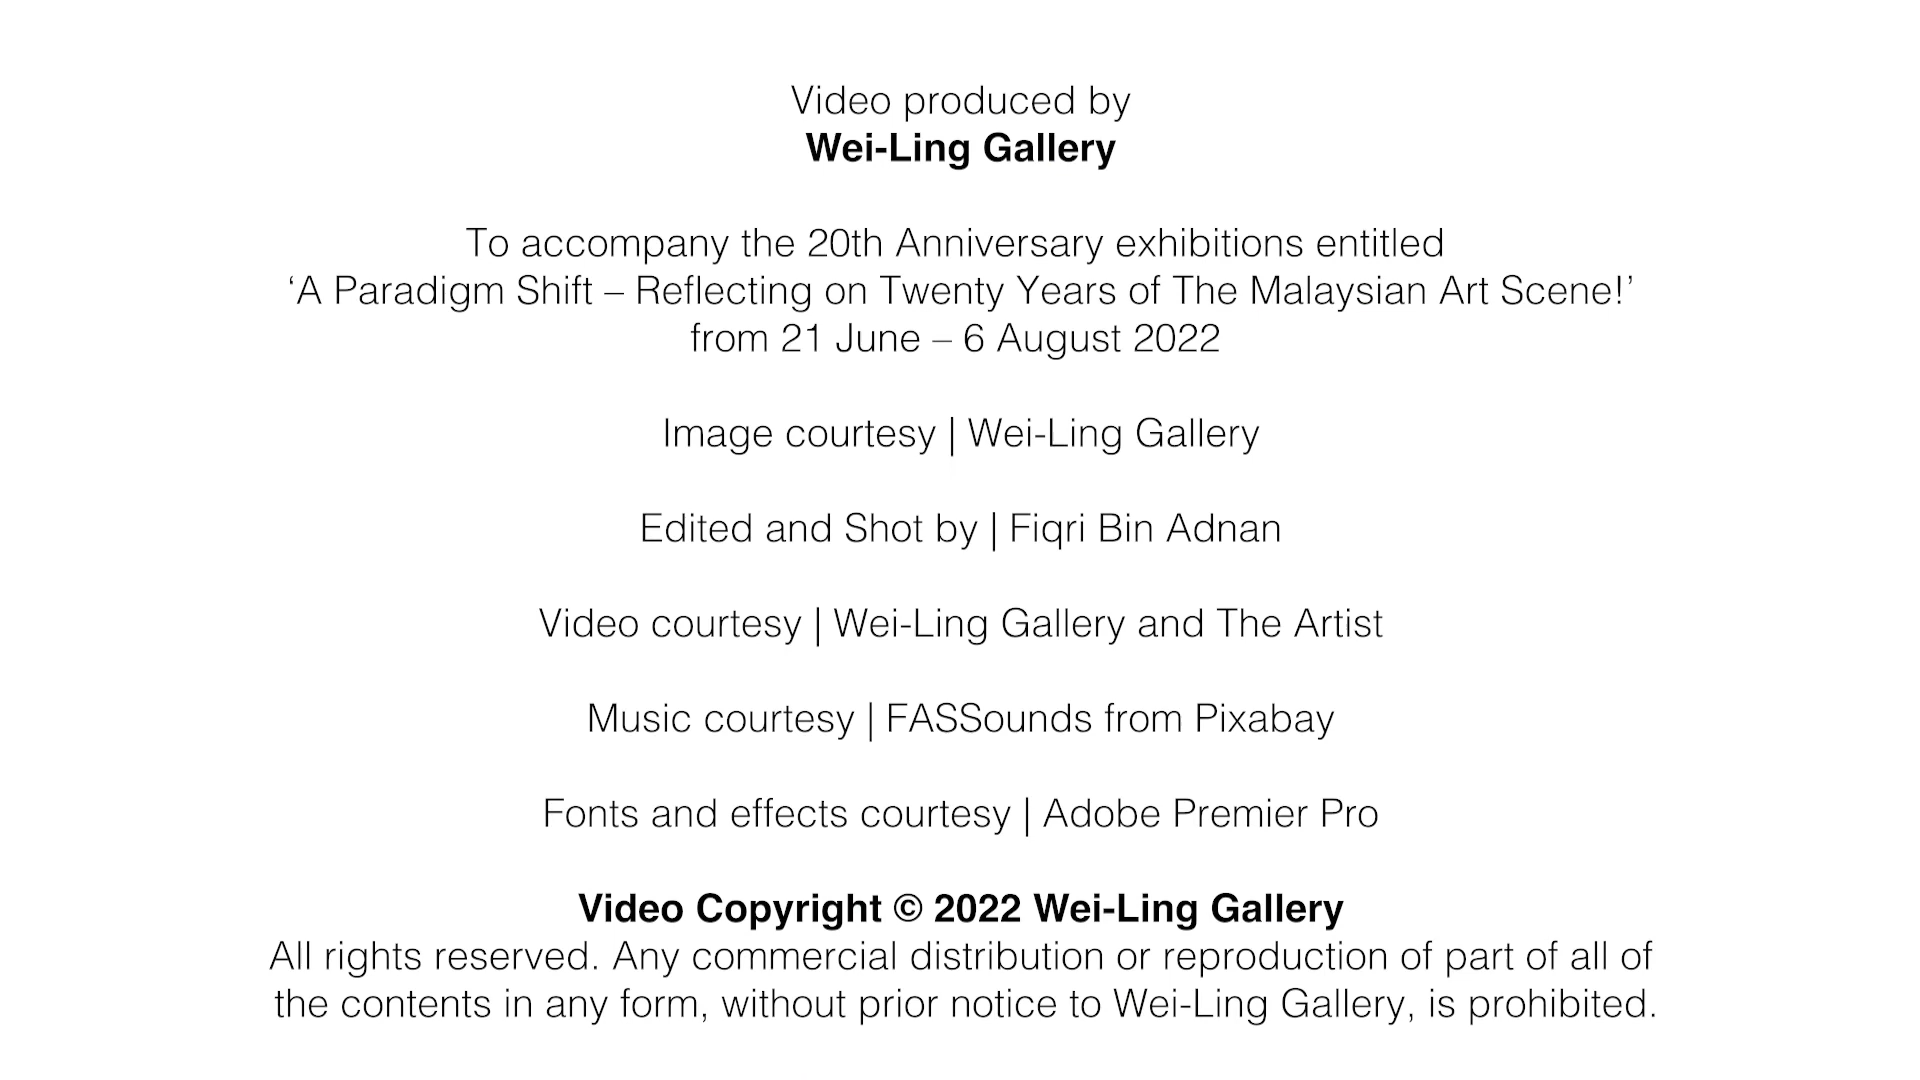 Video produced by
Wei-Ling Gallery
To accompany the 20th Anniversary exhibitions entitled
‘A Paradigm Shift – Reflecting on Twenty Years of The Malaysian Art Scene!’
from 21 June – 6 August 2022
Image courtesy | Wei-Ling Gallery
Edited and Shot by | Fiqri Bin Adnan
Video courtesy | Wei-Ling Gallery and The Artist
Music courtesy | FASSounds from Pixabay
Fonts and effects courtesy | Adobe Premier Pro
Video Copyright © 2022 Wei-Ling Gallery
All rights reserved. Any commercial distribution or reproduction of part of all of
the contents in any form, without prior notice to Wei-Ling Gallery, is prohibited.